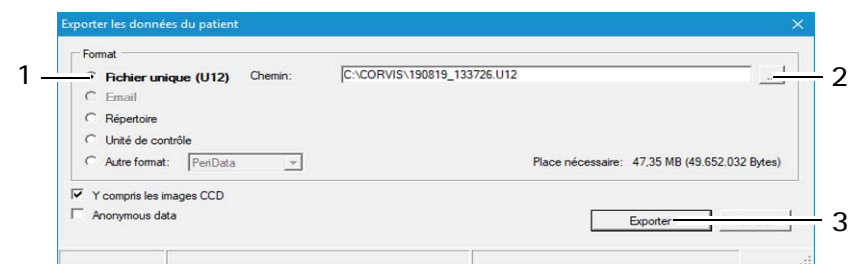 Exporter les données du patient
Format
1 Fichier unique (U12) Chemin: C:\CORVIS\190819_133726.U12 ... 2
Email
Répertoire
Unité de contrôle
Autre format: PeriData Place nécessaire: 47,35 MB (49.652.032 Bytes)
Y compris les images CCD
Anonymous data
Exporter 3